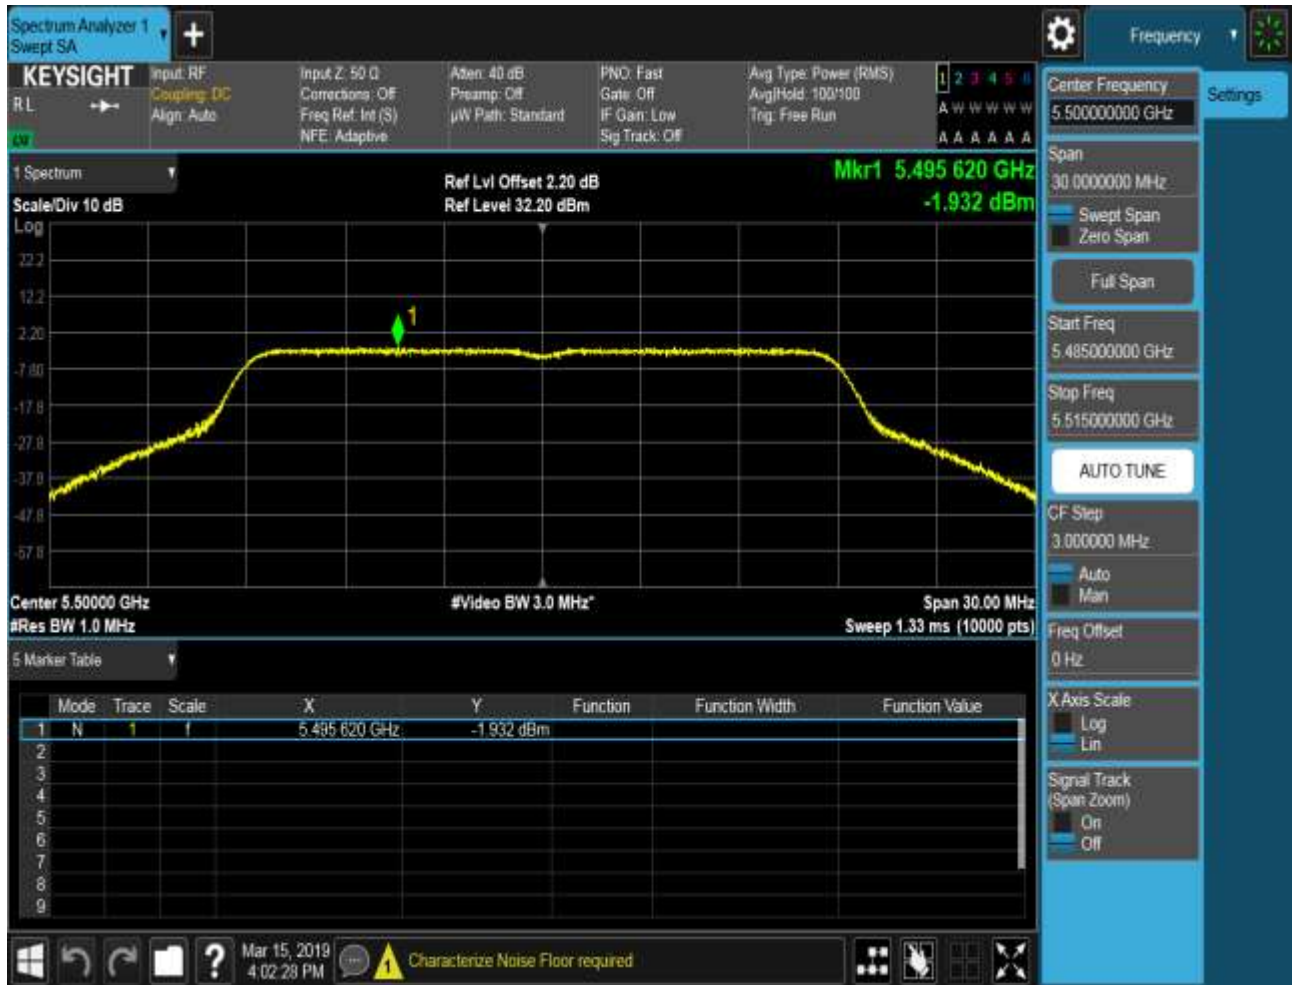 Spectrum Analyzer 1
Swept SA
Frequency
KEYSIGHT
RL
Input: RF
Coupling: DC
Align: Auto
Input Z: 50 Ω
Corrections: Off
Freq Ref: Int (S)
NFE: Adaptive
Atten: 40 dB
Preamp: Off
µW Path: Standard
PNO: Fast
Gate: Off
IF Gain: Low
Sig Track: Off
Avg Type: Power (RMS)
Avg|Hold: 100/100
Trig: Free Run
1 2 3 4 5 6
A W W W W W
A A A A A A
1 Spectrum
Scale/Div 10 dB
Ref Lvl Offset 2.20 dB
Ref Level 32.20 dBm
Mkr1 5.495 620 GHz
-1.932 dBm
Log
22.2
12.2
2.20
-7.80
-17.8
-27.8
-37.8
-47.8
-57.8
1
Center 5.50000 GHz
#Res BW 1.0 MHz
#Video BW 3.0 MHz*
Span 30.00 MHz
Sweep 1.33 ms (10000 pts)
5 Marker Table
Mode Trace Scale X Y Function Function Width Function Value
1 N 1 f 5.495 620 GHz -1.932 dBm
2
3
4
5
6
7
8
9
Center Frequency
5.500000000 GHz
Settings
Span
30.0000000 MHz
Swept Span
Zero Span
Full Span
Start Freq
5.485000000 GHz
Stop Freq
5.515000000 GHz
AUTO TUNE
CF Step
3.000000 MHz
Auto
Man
Freq Offset
0 Hz
X Axis Scale
Log
Lin
Signal Track
(Span Zoom)
On
Off
?
Mar 15, 2019
4:02:28 PM
1
Characterize Noise Floor required